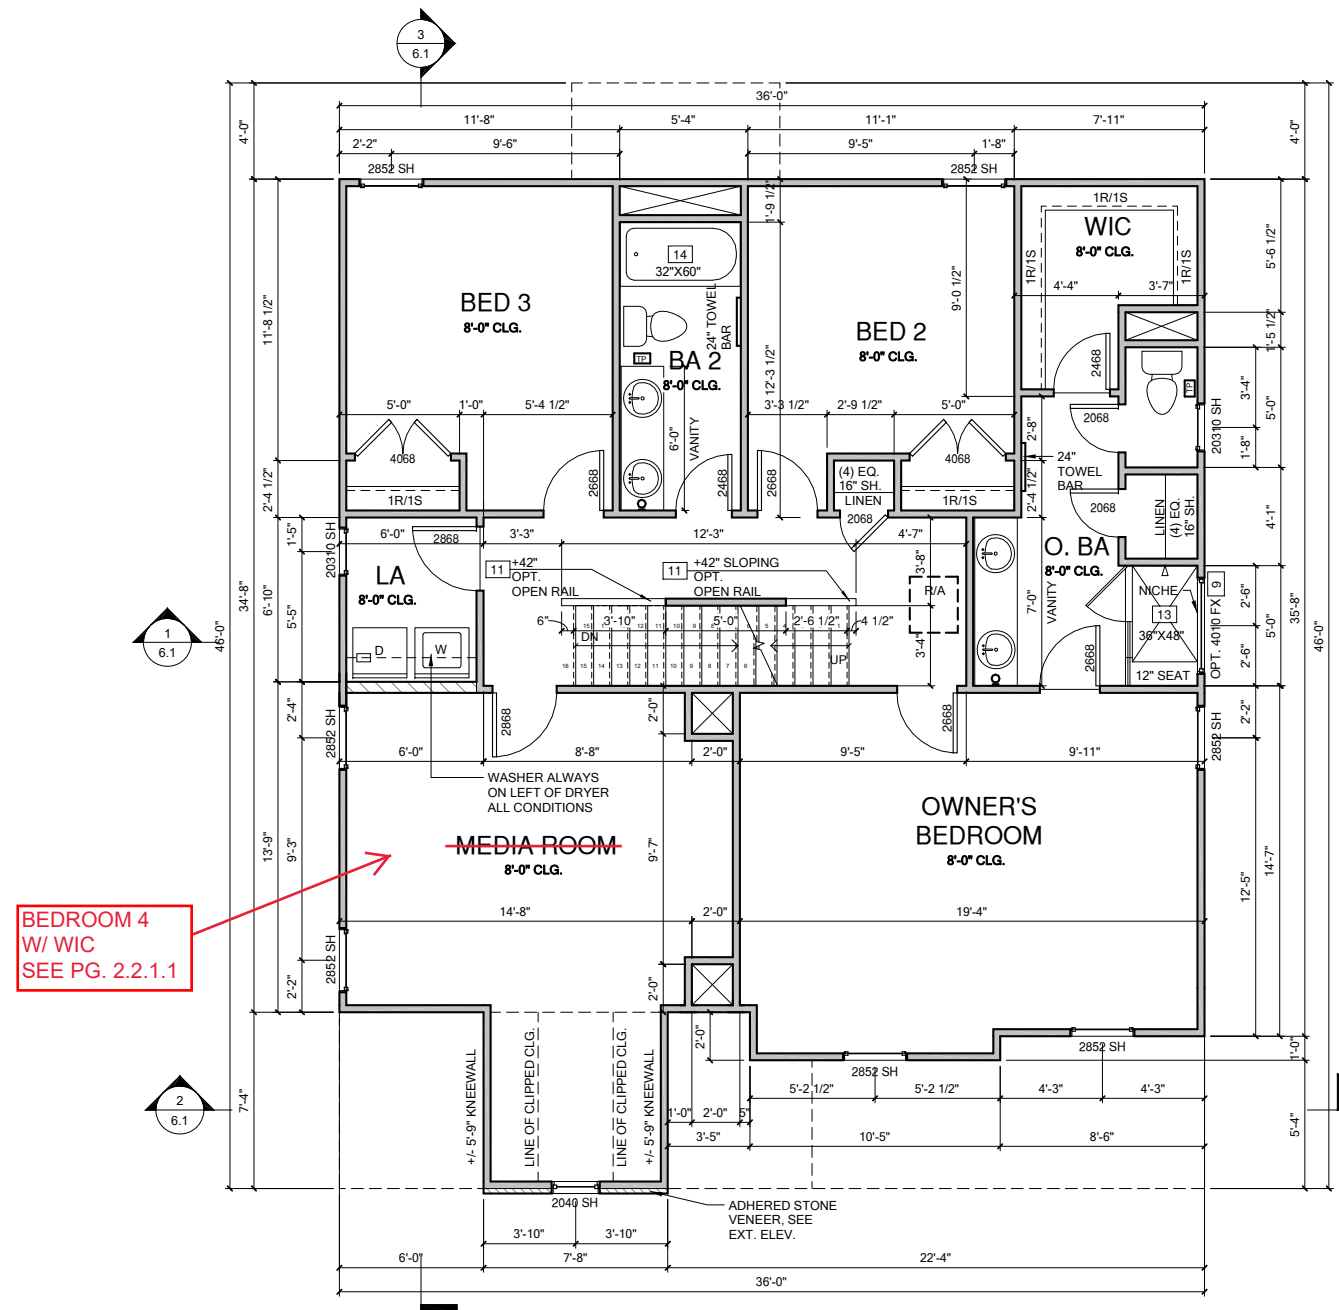 3
6.1
36'-0"
11'-8"
5'-4"
11'-1"
7'-11"
4'-0"
4'-0"
2'-2"
9'-6"
9'-5"
1'-8"
2852 SH
2852 SH
1R/1S
WIC
8'-0" CLG.
1R/1S
1R/1S
1'-9 1/2"
5'-6 1/2"
14
32"X60"
4'-4"
3'-7"
9'-0 1/2"
BED 3
8'-0" CLG.
24" TOWEL
BAR
BED 2
8'-0" CLG.
11'-8 1/2"
1'-5 1/2"
TP
BA 2
8'-0" CLG.
12'-3 1/2"
2468
TP
3'-4"
5'-0"
5'-0"
1'-0"
5'-4 1/2"
3'-3 1/2"
2'-9 1/2"
5'-0"
2068
20310 SH
2'-8"
1'-8"
6'-0"
VANITY
4068
4068
24"
TOWEL
BAR
2'-4 1/2"
2668
2668
(4) EQ.
16" SH.
LINEN
2'-4 1/2"
1R/1S
1R/1S
2468
2068
2068
LINEN
(4) EQ.
16" SH.
4'-1"
20310 SH
1'-5"
6'-0"
3'-3"
12'-3"
4'-7"
2868
O. BA
8'-0" CLG.
LA
8'-0" CLG.
11
+42"
OPT.
OPEN RAIL
11
+42" SLOPING
OPT.
OPEN RAIL
3'-8"
R/A
NICHE
9
13
36"X48"
2'-6"
5'-0"
OPT. 4010 FX
7'-0"
VANITY
34'-8"
6'-10"
5'-5"
35'-8"
46'-0"
46'-0"
1
6.1
6"
3'-10"
5'-0"
2'-6 1/2"
4 1/2"
DN
UP
3'-4"
D
W
2668
12" SEAT
2'-6"
2'-4"
2852 SH
2868
2'-0"
2668
2852 SH
2'-2"
6'-0"
8'-8"
2'-0"
9'-5"
9'-11"
WASHER ALWAYS
ON LEFT OF DRYER
ALL CONDITIONS
OWNER'S
BEDROOM
8'-0" CLG.
MEDIA ROOM
8'-0" CLG.
13'-9"
9'-3"
9'-7"
14'-7"
12'-5"
BEDROOM 4
W/ WIC
SEE PG. 2.2.1.1
14'-8"
2'-0"
19'-4"
2852 SH
2'-2"
2'-0"
2'-0"
2852 SH
2852 SH
1'-0"
LINE OF CLIPPED CLG.
LINE OF CLIPPED CLG.
+/- 5'-9" KNEEWALL
+/- 5'-9" KNEEWALL
5'-2 1/2"
5'-2 1/2"
4'-3"
4'-3"
2
6.1
7'-4"
1'-0"
2'-0"
5"
5'-4"
3'-5"
10'-5"
8'-6"
2040 SH
ADHERED STONE
VENEER, SEE
EXT. ELEV.
3'-10"
3'-10"
6'-0"
7'-8"
22'-4"
36'-0"